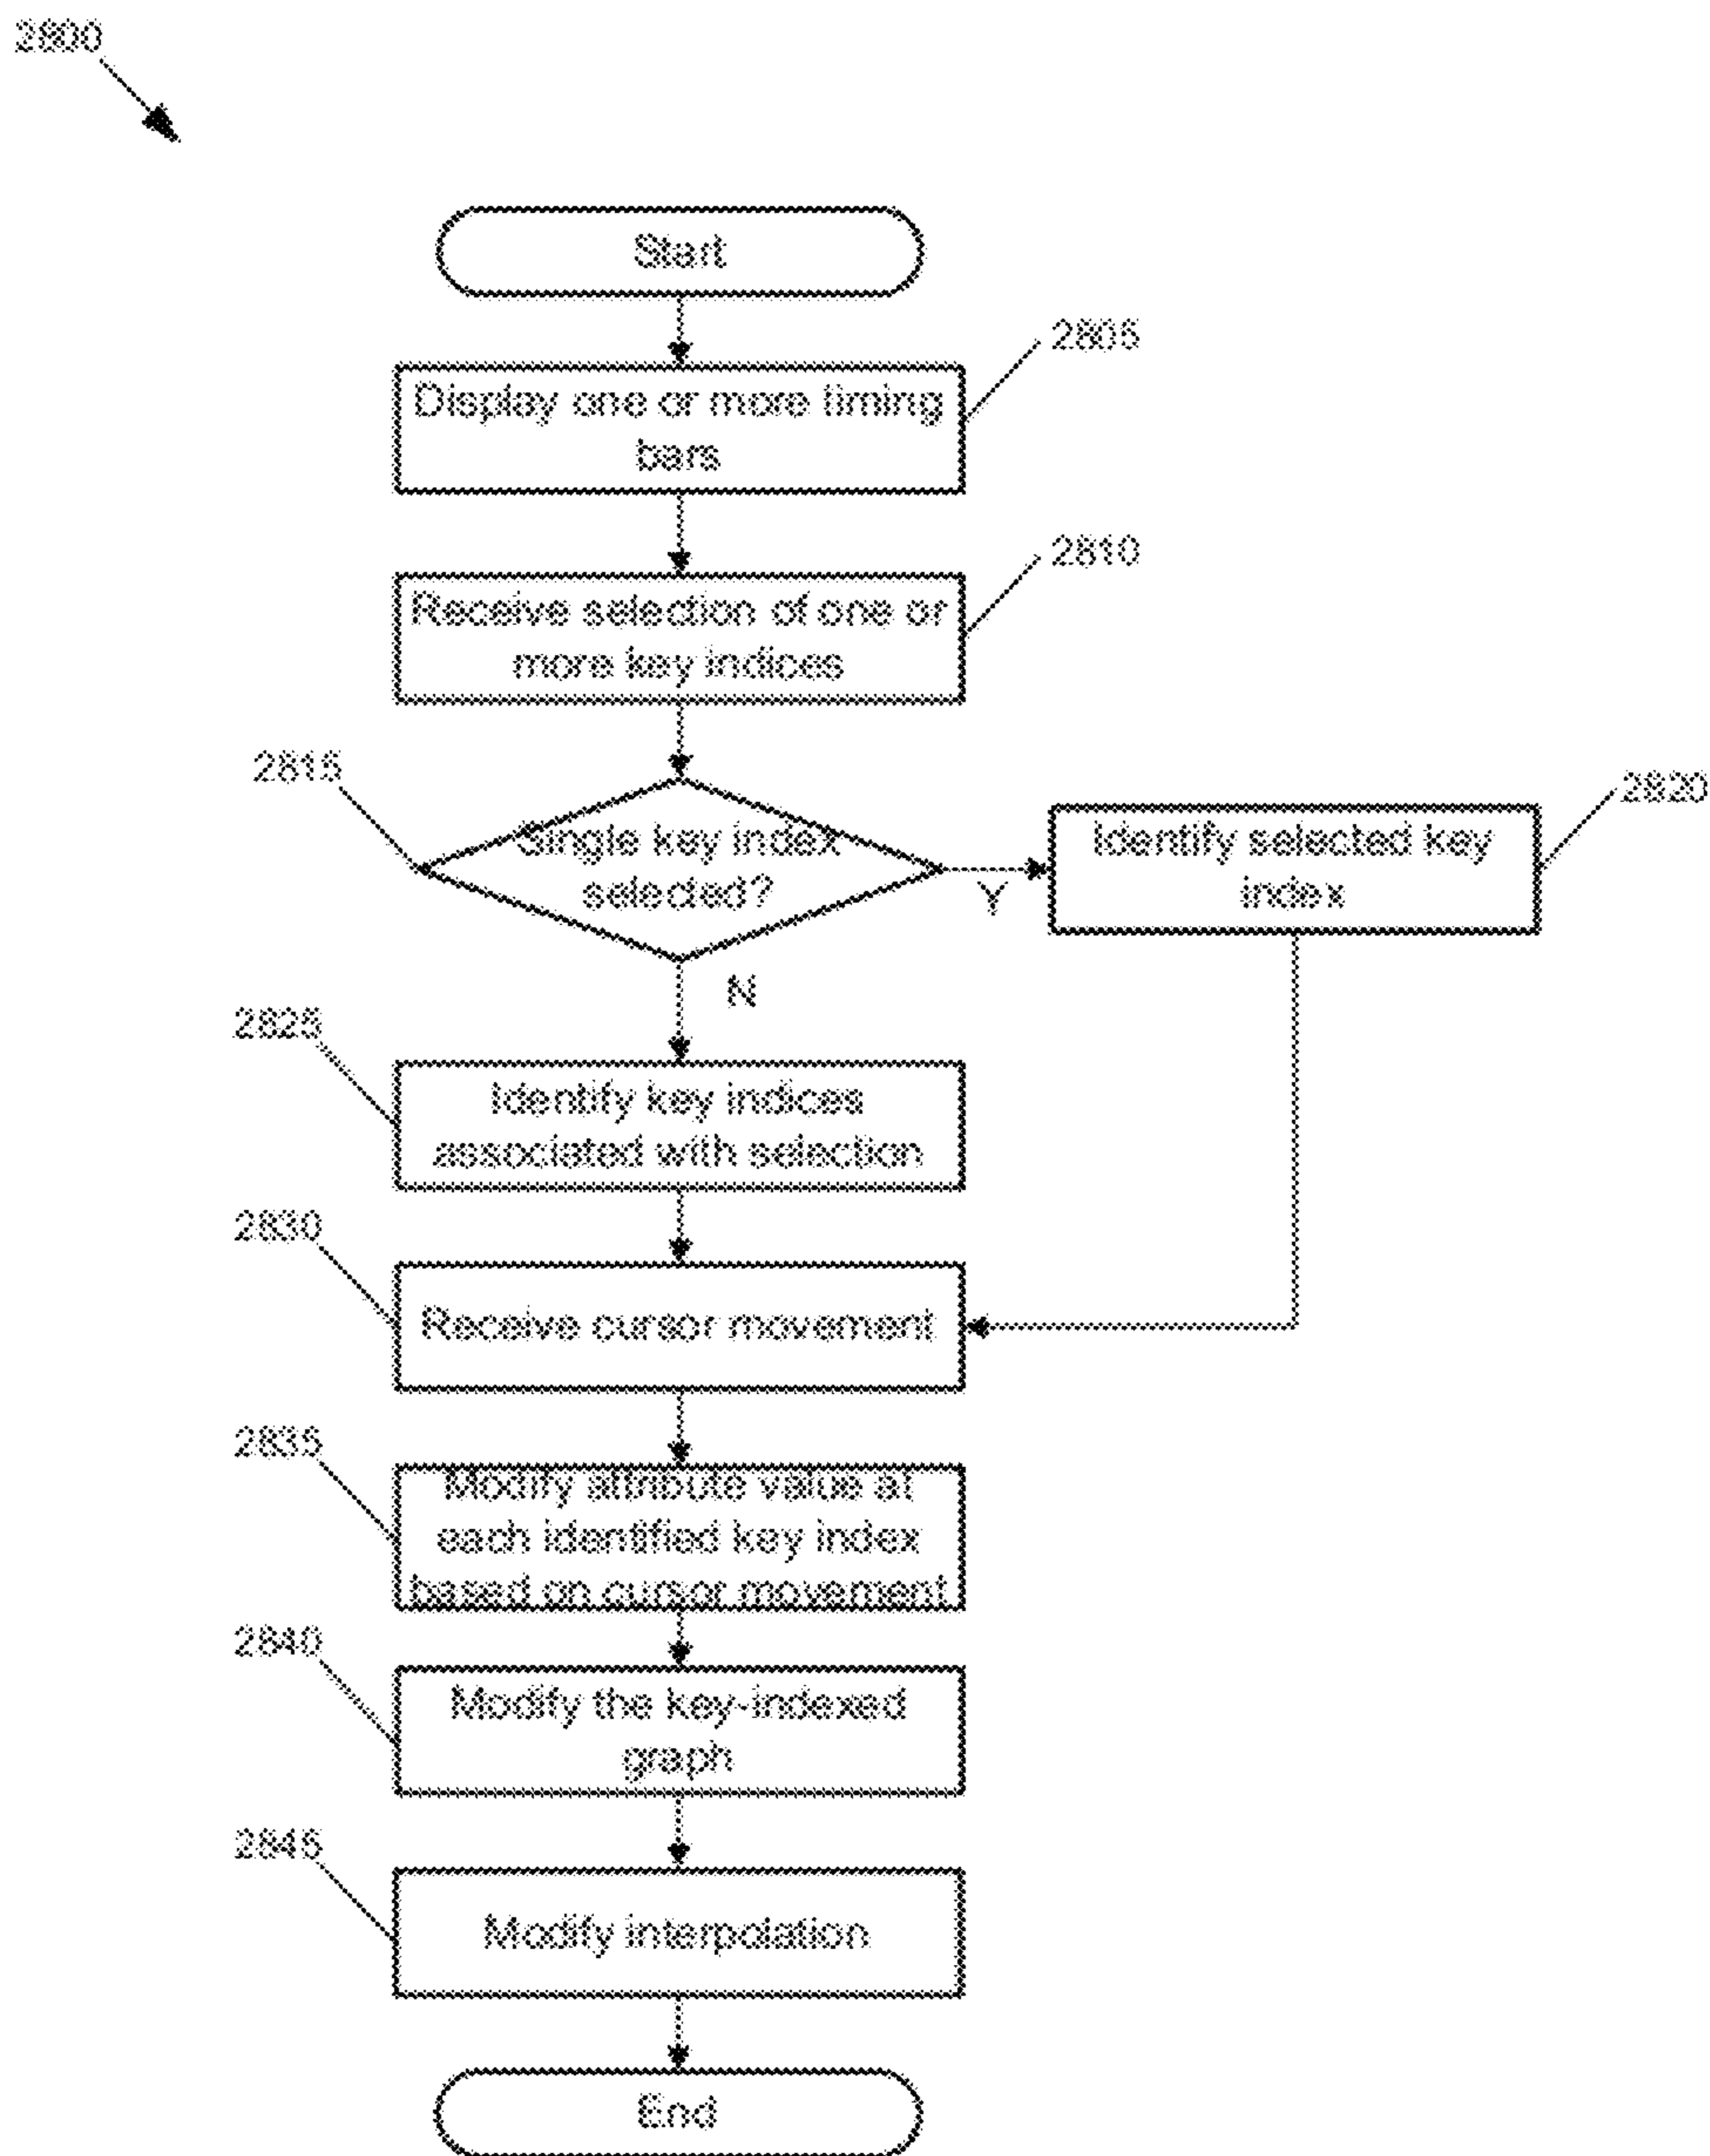 2800
Start
Display one or more timing
bars
2805
Receive selection of one or
more key indices
2810
2815
Single key index
selected?
Y
N
Identify selected key
index
2820
2825
Identify key indices
associated with selection
2830
Receive cursor movement
2835
Modify attribute value at
each identified key index
based on cursor movement
2840
Modify the key-indexed
graph
2845
Modify interpolation
End